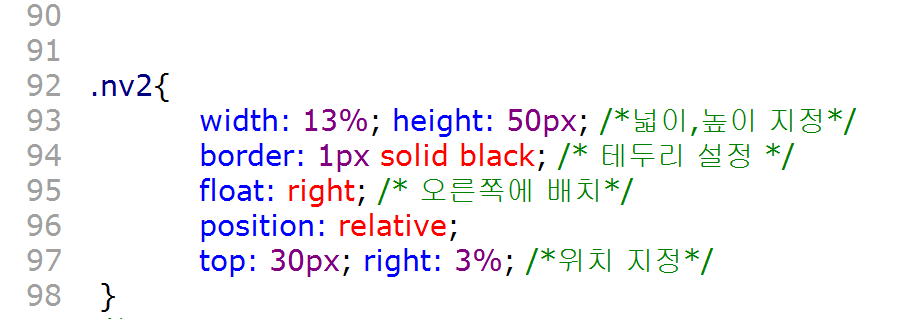 90
91
92 .nv2{
93 width: 13%; height: 50px; /*넓이,높이 지정*/
94 border: 1px solid black; /* 테두리 설정 */
95 float: right; /* 오른쪽에 배치*/
96 position: relative;
97 top: 30px; right: 3%; /*위치 지정*/
98 }